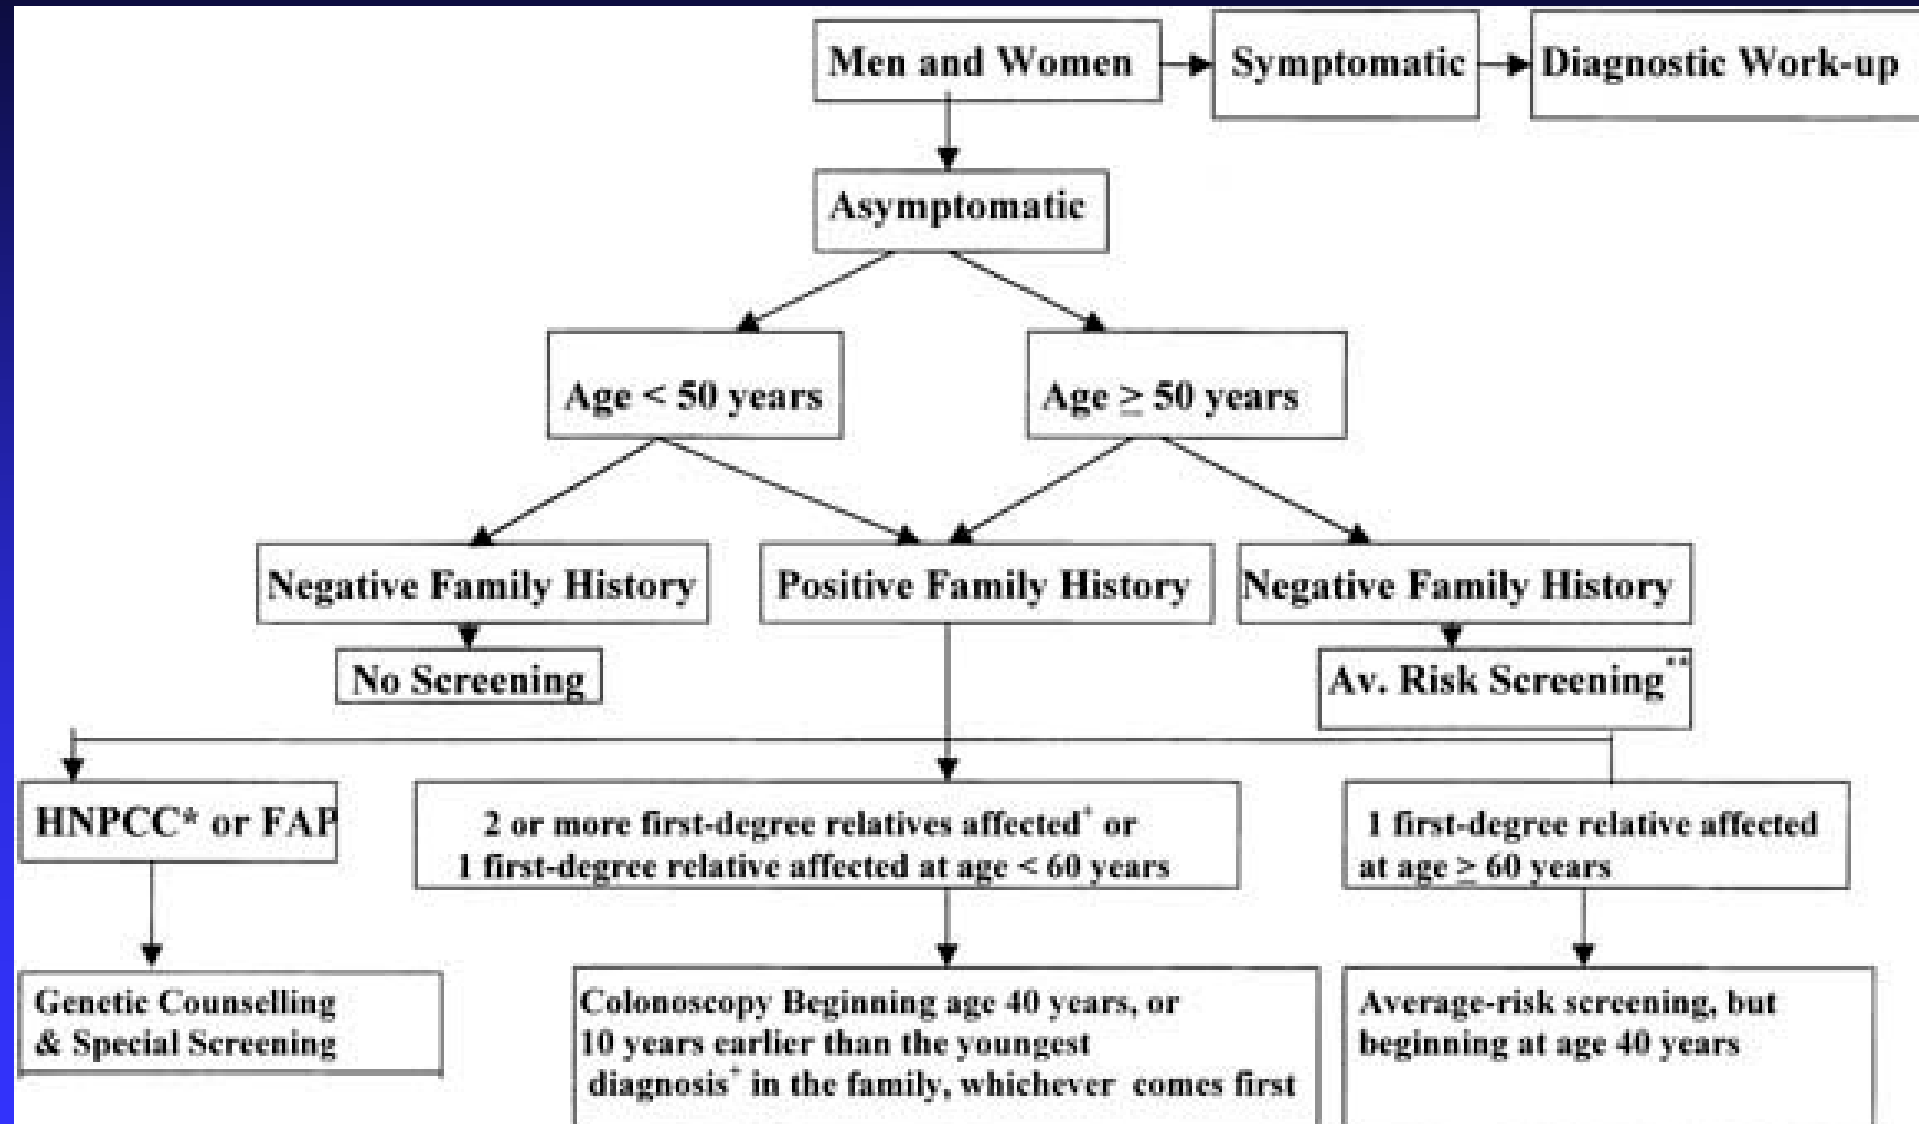 Men and Women
Symptomatic
Diagnostic Work-up
Asymptomatic
Age < 50 years
Age ≥ 50 years
Negative Family History
Positive Family History
Negative Family History
No Screening
Av. Risk Screening**
HNPCC* or FAP
2 or more first-degree relatives affected+ or
1 first-degree relative affected at age < 60 years
1 first-degree relative affected
at age ≥ 60 years
Genetic Counselling
& Special Screening
Colonoscopy Beginning age 40 years, or
10 years earlier than the youngest
diagnosis+ in the family, whichever comes first
Average-risk screening, but
beginning at age 40 years